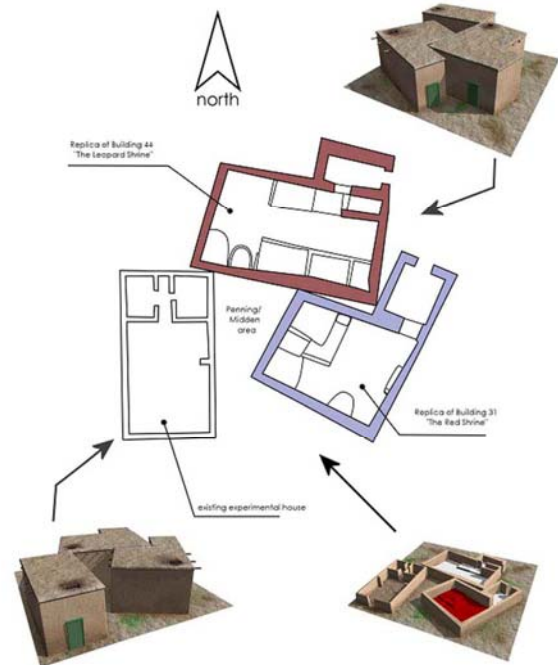 north
Replica of Building 44
"The Leopard Shrine"
Penning/
Midden
area
Replica of Building 31
"The Red Shrine"
existing experimental house